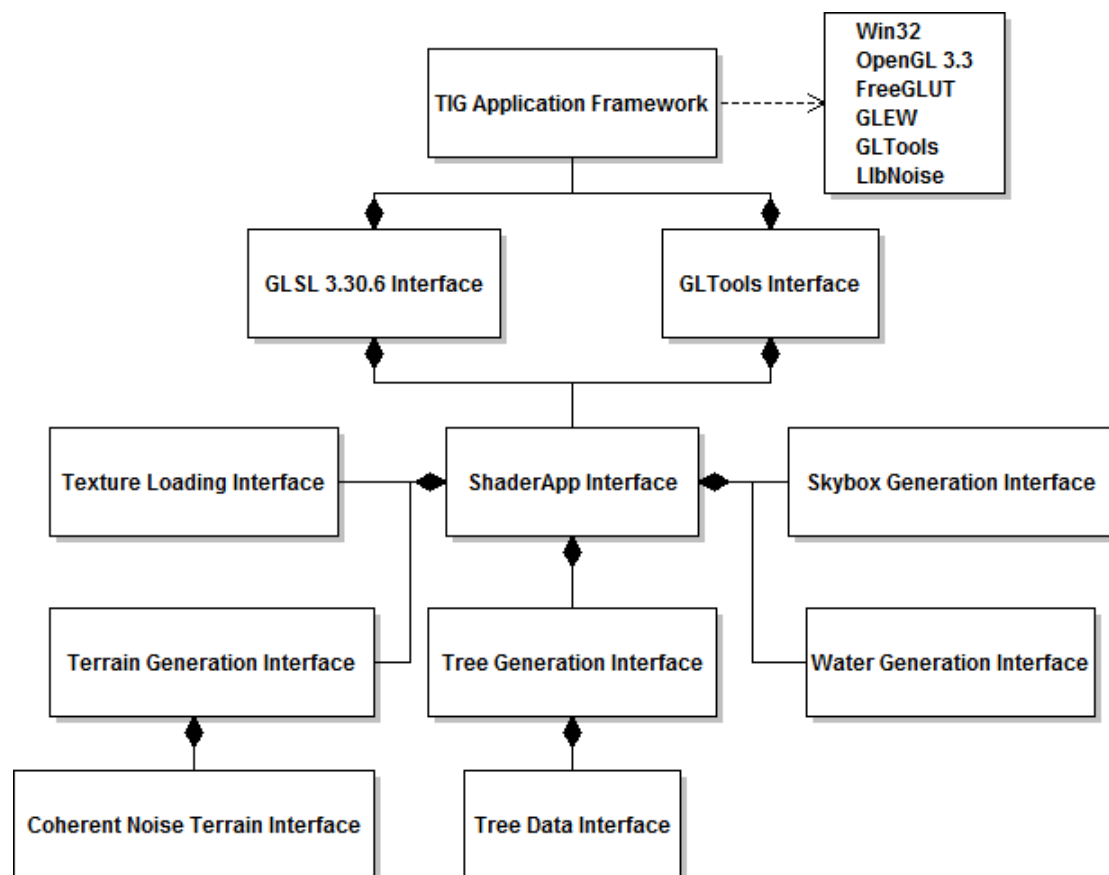 Win32
OpenGL 3.3
FreeGLUT
GLEW
GLTools
LIbNoise
TIG Application Framework
GLSL 3.30.6 Interface
GLTools Interface
Texture Loading Interface
ShaderApp Interface
Skybox Generation Interface
Terrain Generation Interface
Tree Generation Interface
Water Generation Interface
Coherent Noise Terrain Interface
Tree Data Interface